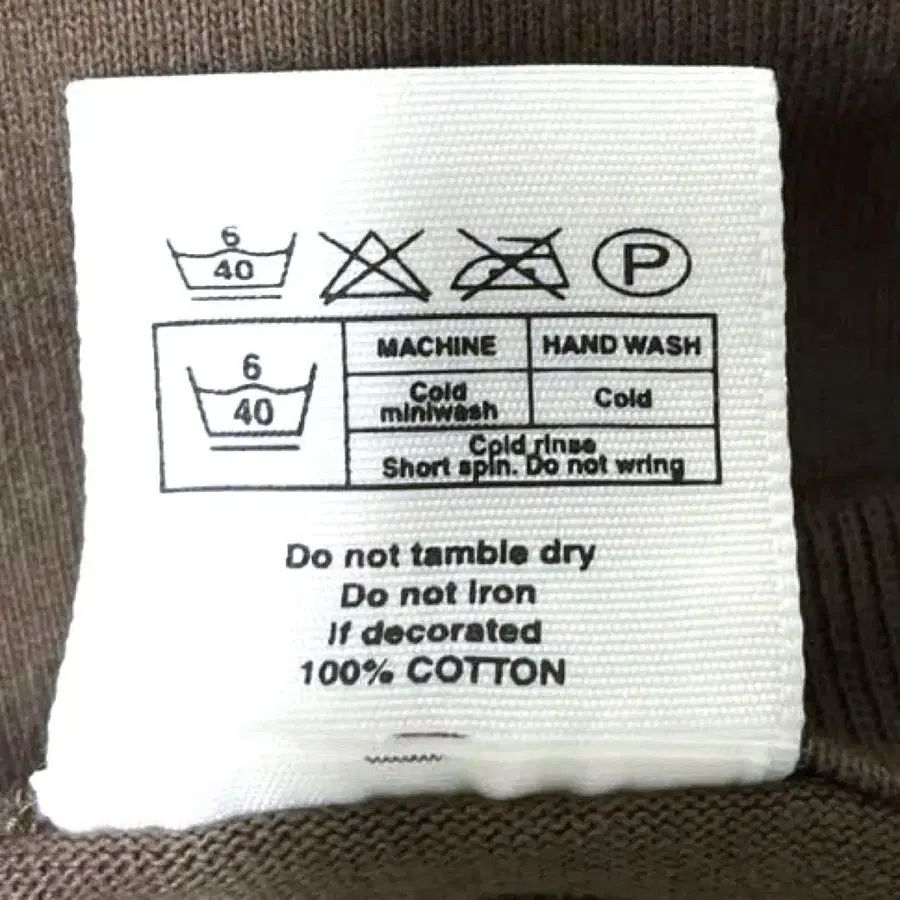 6
40
P
6
40
MACHINE
HAND WASH
Cold
miniwash
Cold
Cold rinse
Short spin. Do not wring
Do not tamble dry
Do not Iron
If decorated
100% COTTON